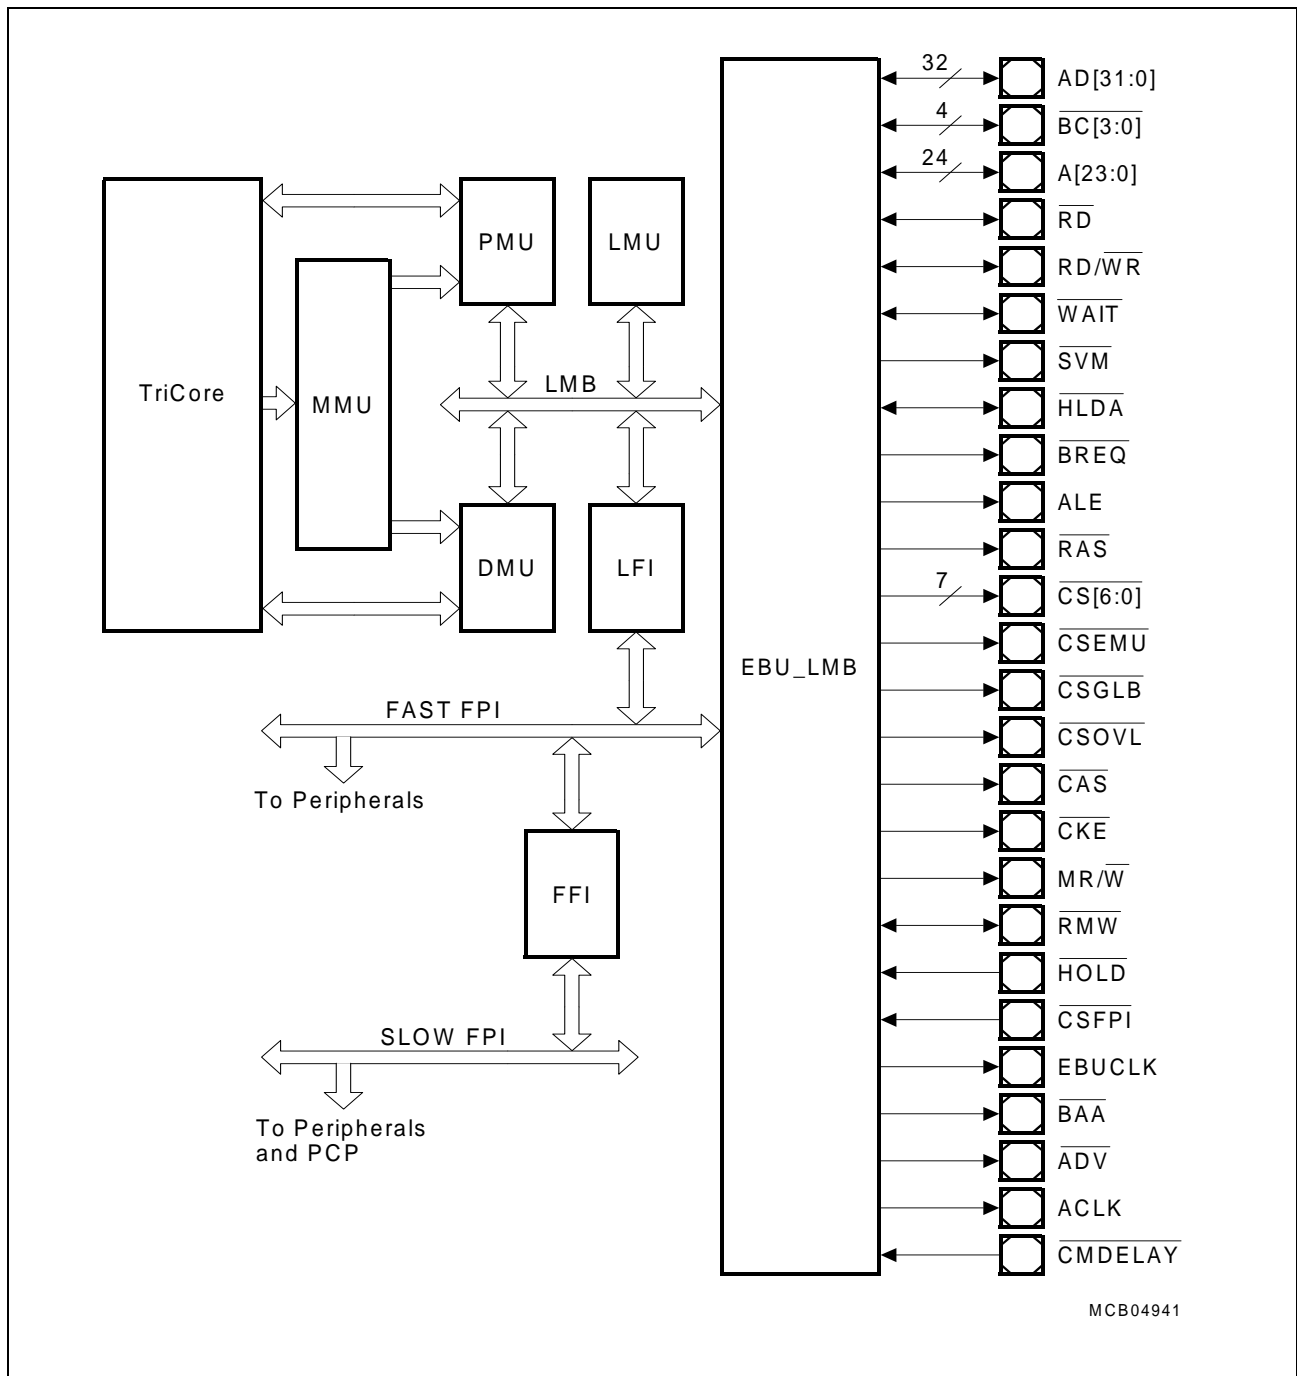 32
AD[31:0]
4
BC[3:0]
24
A[23:0]
RD
RD/WR
WAIT
SVM
HLDA
BREQ
ALE
RAS
7
CS[6:0]
CSEMU
CSGLB
CSOVL
CAS
CKE
MR/W
RMW
HOLD
CSFPI
EBUCLK
BAA
ADV
ACLK
CMDELAY
EBU_LMB
TriCore
MMU
PMU
LMU
LMB
DMU
LFI
FAST FPI
To Peripherals
FFI
SLOW FPI
To Peripherals
and PCP
MCB04941